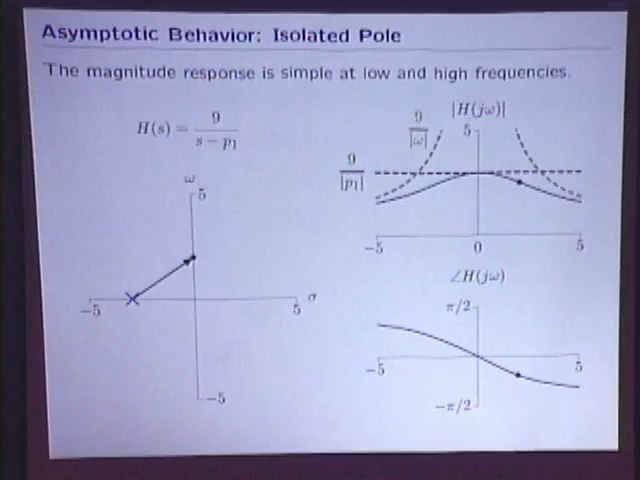 Asymptotic Behavior: Isolated Pole
The magnitude response is simple at low and high frequencies.
H(s) = 9 / (s − p₁)
ω
5
−5
5
σ
−5
|H(jω)|
9 / |ω|
5
9 / |p₁|
−5
0
5
∠H(jω)
π/2
−5
5
−π/2